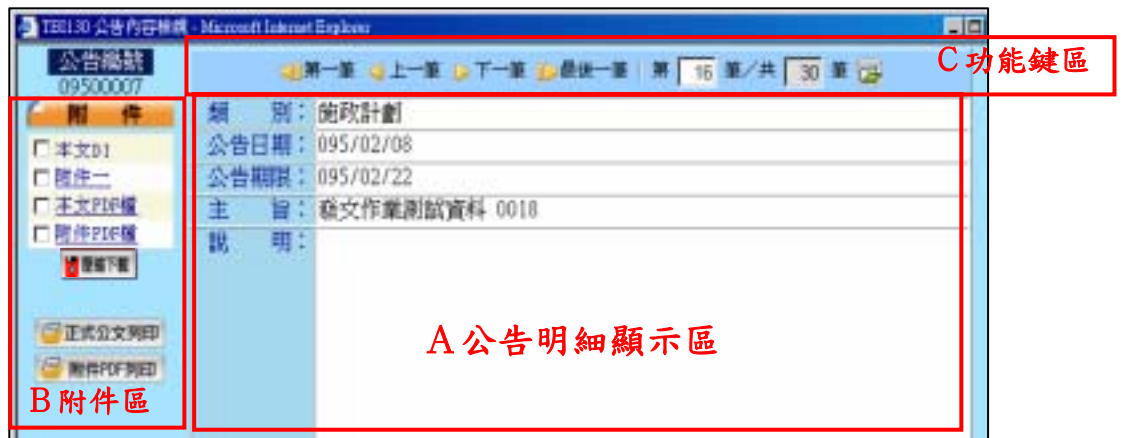 TBE130 公告內容檢視 - Microsoft Internet Explorer
公告編號
09500007
第一筆 上一筆 下一筆 最後一筆 第 16 筆/共 30 筆
C功能鍵區
附 件
本文DI
附件一
本文PDF檔
附件PDF檔
壓縮下載
正式公文列印
附件PDF列印
B附件區
類 別：施政計劃
公告日期：095/02/08
公告期限：095/02/22
主 旨：發文作業測試資料 0018
說 明：
A公告明細顯示區